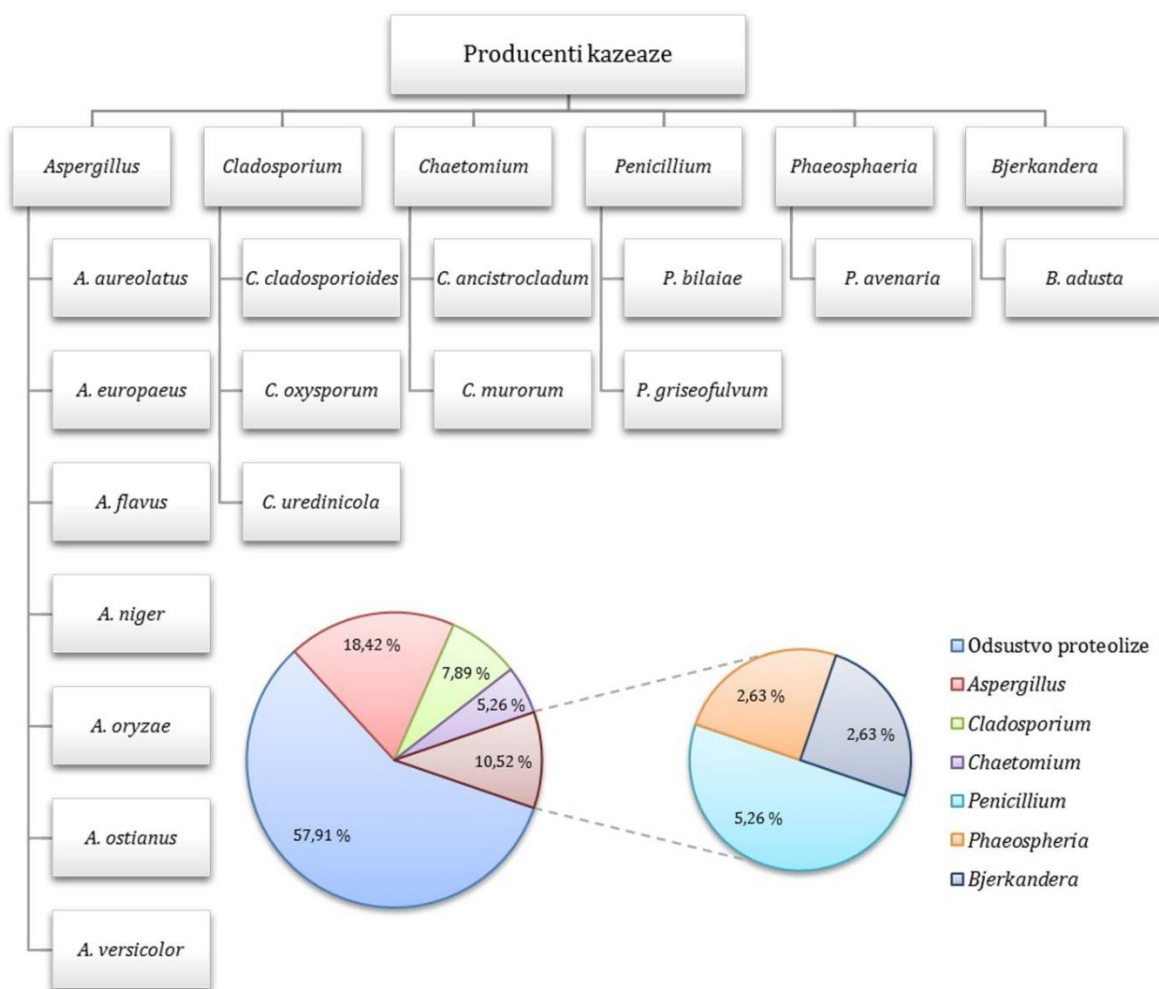 Producenti kazeaze
Aspergillus
Cladosporium
Chaetomium
Penicillium
Phaeosphaeria
Bjerkandera
A. aureolatus
C. cladosporioides
C. ancistrocladum
P. bilaiae
P. avenaria
B. adusta
A. europaeus
C. oxysporum
C. murorum
P. griseofulvum
A. flavus
C. uredinicola
A. niger
A. oryzae
A. ostianus
A. versicolor
18,42 %
7,89 %
5,26 %
10,52 %
57,91 %
2,63 %
2,63 %
5,26 %
Odsustvo proteolize
Aspergillus
Cladosporium
Chaetomium
Penicillium
Phaeospheria
Bjerkandera